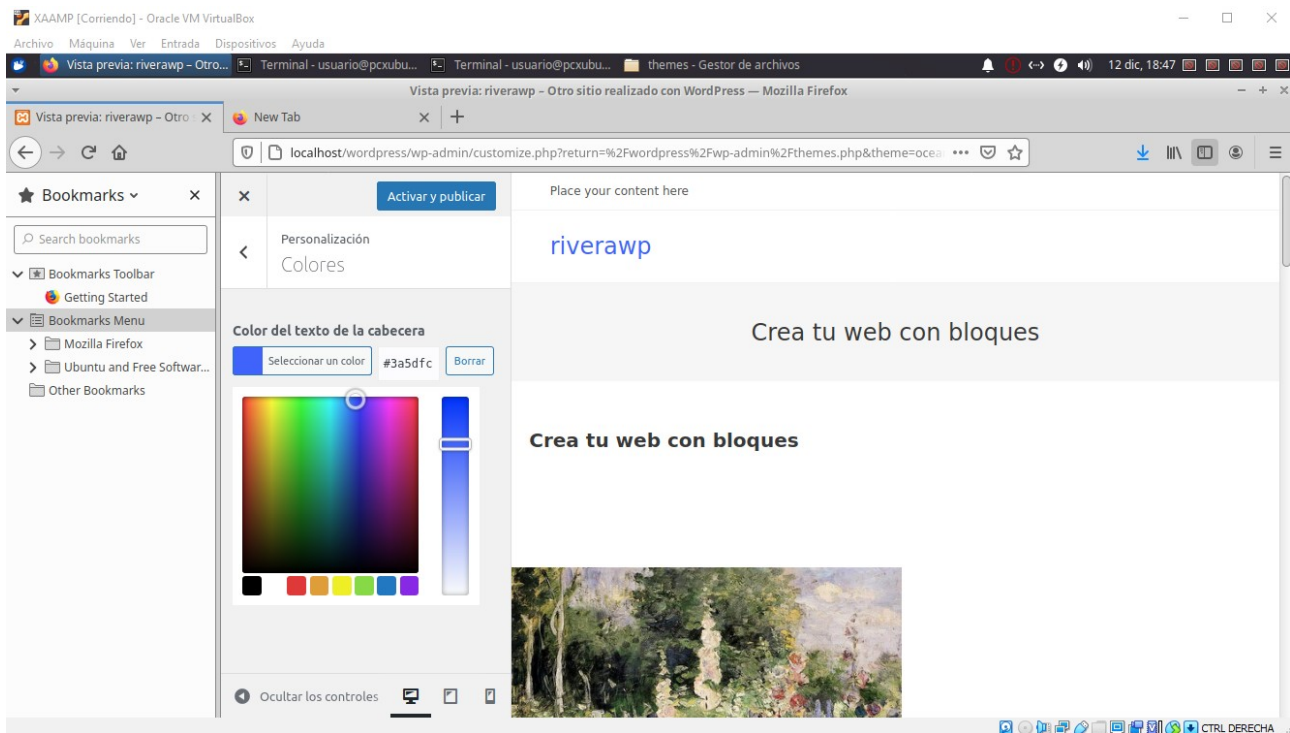 XAAMP [Corriendo] - Oracle VM VirtualBox
Archivo Máquina Ver Entrada Dispositivos Ayuda
Vista previa: riverawp – Otro... Terminal - usuario@pcxubu... Terminal - usuario@pcxubu... themes - Gestor de archivos 12 dic, 18:47
Vista previa: riverawp – Otro sitio realizado con WordPress — Mozilla Firefox
Vista previa: riverawp – Otro s New Tab
localhost/wordpress/wp-admin/customize.php?return=%2Fwordpress%2Fwp-admin%2Fthemes.php&theme=ocea
Bookmarks
Search bookmarks
Bookmarks Toolbar
Getting Started
Bookmarks Menu
Mozilla Firefox
Ubuntu and Free Softwar...
Other Bookmarks
Activar y publicar
Personalización
Colores
Color del texto de la cabecera
Seleccionar un color #3a5dfc Borrar
Ocultar los controles
Place your content here
riverawp
Crea tu web con bloques
Crea tu web con bloques
CTRL DERECHA